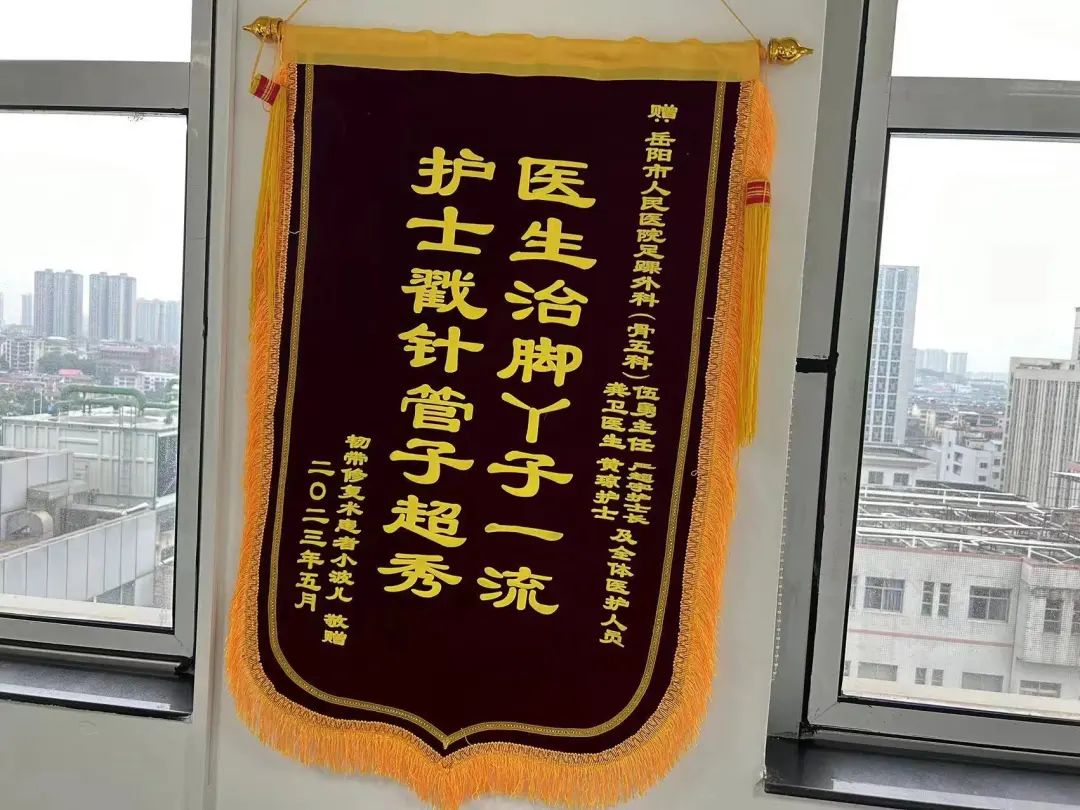 赠:岳阳市人民医院足踝外科(骨五科)
伍勇主任
龚卫医生 黄琼护士
护士长
及全体医护人员
医生治脚丫子一流
护士戳针管子超秀
韧带修复术患者小波儿 敬赠
二〇二三年五月